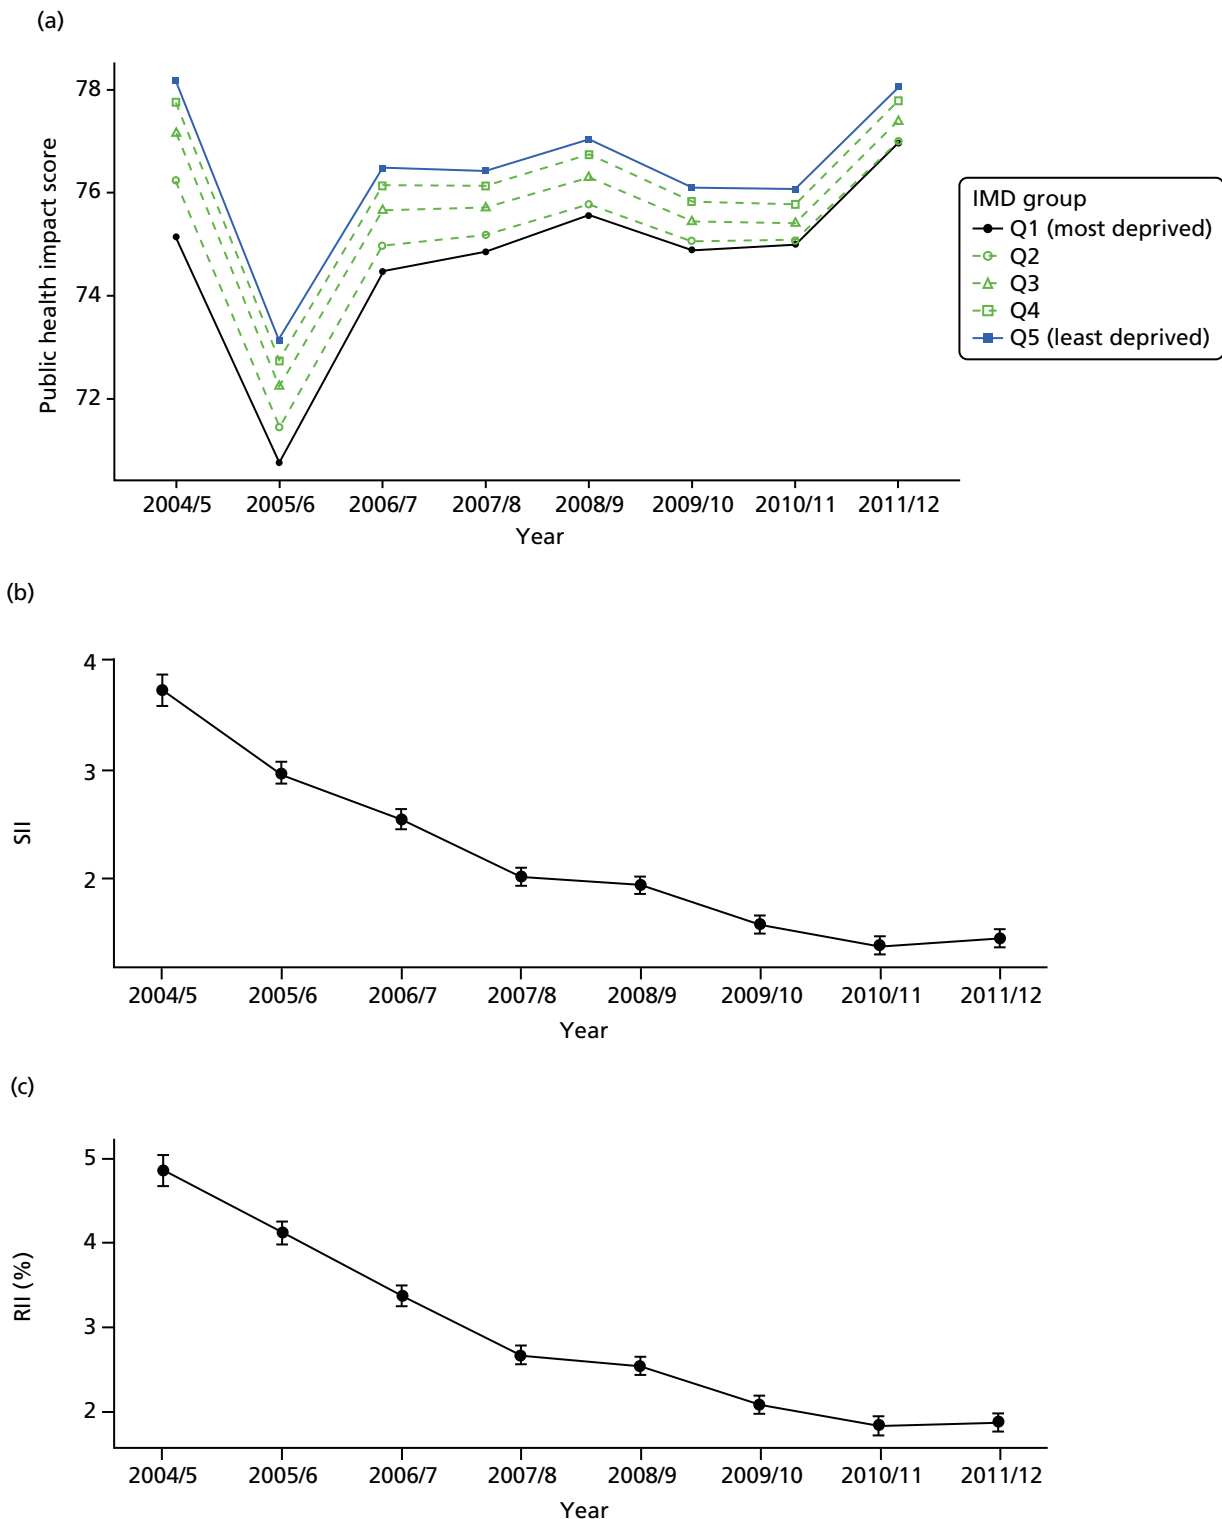 (a)
Public health impact score
78
76
74
72
2004/5 2005/6 2006/7 2007/8 2008/9 2009/10 2010/11 2011/12
Year
IMD group
Q1 (most deprived)
Q2
Q3
Q4
Q5 (least deprived)
(b)
SII
4
3
2
2004/5 2005/6 2006/7 2007/8 2008/9 2009/10 2010/11 2011/12
Year
(c)
RII (%)
5
4
3
2
2004/5 2005/6 2006/7 2007/8 2008/9 2009/10 2010/11 2011/12
Year